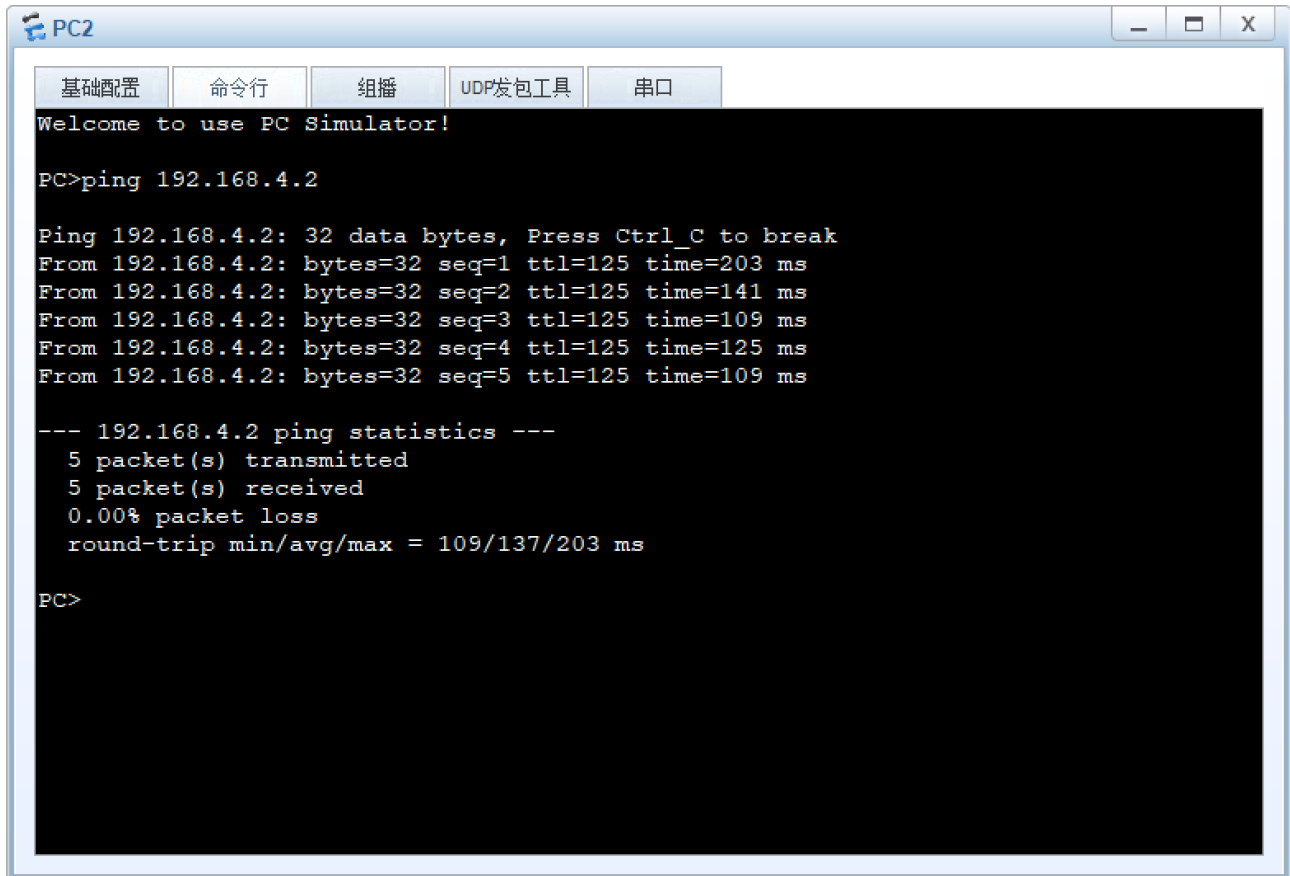 PC2
基础配置 命令行 组播 UDP发包工具 串口
Welcome to use PC Simulator!
PC>ping 192.168.4.2
Ping 192.168.4.2: 32 data bytes, Press Ctrl_C to break
From 192.168.4.2: bytes=32 seq=1 ttl=125 time=203 ms
From 192.168.4.2: bytes=32 seq=2 ttl=125 time=141 ms
From 192.168.4.2: bytes=32 seq=3 ttl=125 time=109 ms
From 192.168.4.2: bytes=32 seq=4 ttl=125 time=125 ms
From 192.168.4.2: bytes=32 seq=5 ttl=125 time=109 ms
--- 192.168.4.2 ping statistics ---
5 packet(s) transmitted
5 packet(s) received
0.00% packet loss
round-trip min/avg/max = 109/137/203 ms
PC>